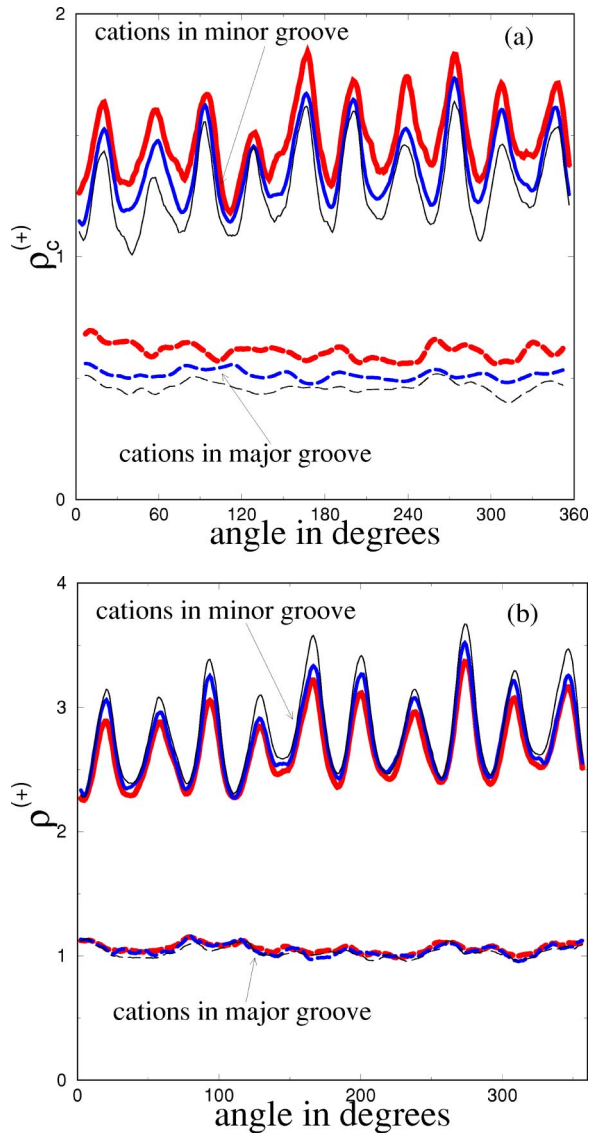 2
cations in minor groove
(a)
1
ρc(+)
cations in major groove
0
0 60 120 180 240 300 360
angle in degrees
4
cations in minor groove
(b)
3
ρ(+)
2
1
cations in major groove
0
0 100 200 300
angle in degrees